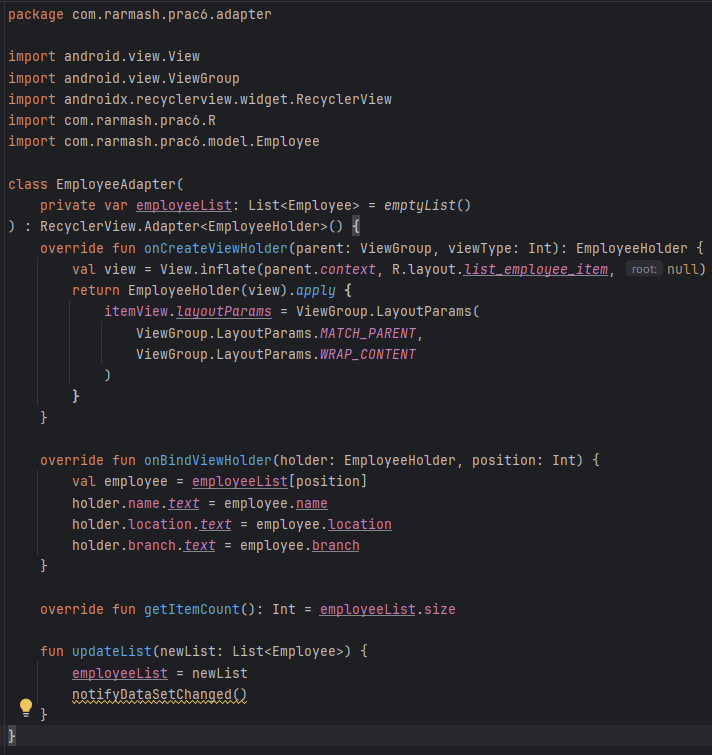 package com.rarmash.prac6.adapter
import android.view.View
import android.view.ViewGroup
import androidx.recyclerview.widget.RecyclerView
import com.rarmash.prac6.R
import com.rarmash.prac6.model.Employee
class EmployeeAdapter(
    private var employeeList: List<Employee> = emptyList()
) : RecyclerView.Adapter<EmployeeHolder>() {
    override fun onCreateViewHolder(parent: ViewGroup, viewType: Int): EmployeeHolder {
        val view = View.inflate(parent.context, R.layout.list_employee_item, root: null)
        return EmployeeHolder(view).apply {
            itemView.layoutParams = ViewGroup.LayoutParams(
                ViewGroup.LayoutParams.MATCH_PARENT,
                ViewGroup.LayoutParams.WRAP_CONTENT
            )
        }
    }
    override fun onBindViewHolder(holder: EmployeeHolder, position: Int) {
        val employee = employeeList[position]
        holder.name.text = employee.name
        holder.location.text = employee.location
        holder.branch.text = employee.branch
    }
    override fun getItemCount(): Int = employeeList.size
    fun updateList(newList: List<Employee>) {
        employeeList = newList
        notifyDataSetChanged()
    }
}